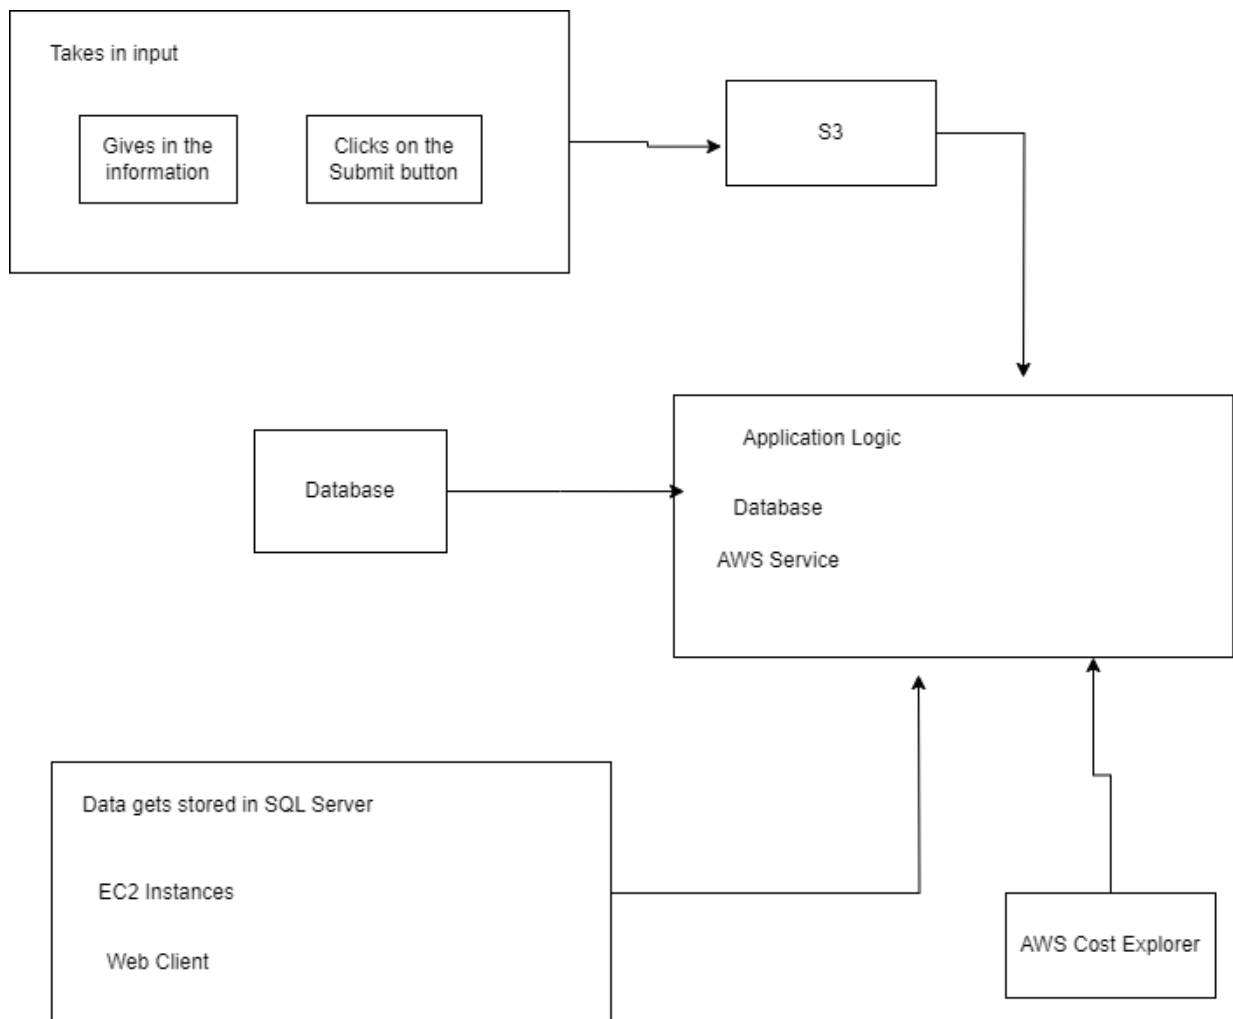 Takes in input
Gives in the
information
Clicks on the
Submit button
S3
Application Logic
Database
Database
AWS Service
Data gets stored in SQL Server
EC2 Instances
Web Client
AWS Cost Explorer